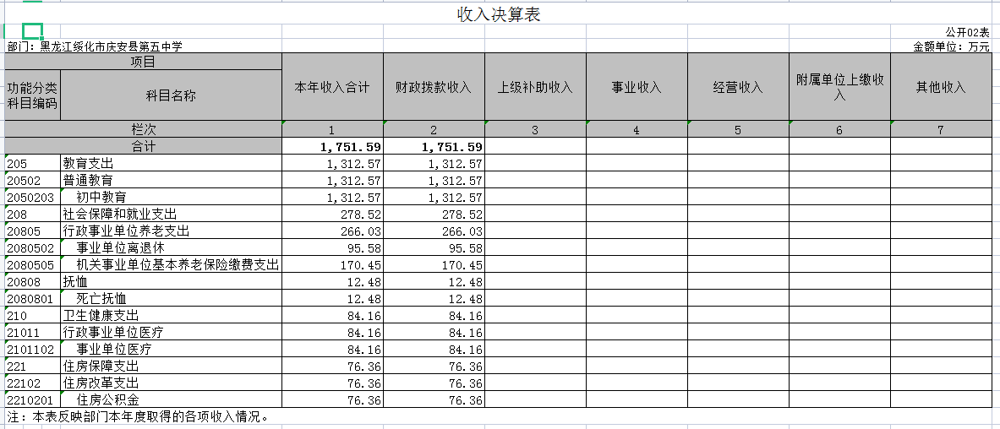 收入决算表
公开02表
部门：黑龙江绥化市庆安县第五中学 金额单位：万元
项目 本年收入合计 财政拨款收入 上级补助收入 事业收入 经营收入 附属单位上缴收入 其他收入
功能分类科目编码 科目名称
栏次 1 2 3 4 5 6 7
合计 1,751.59 1,751.59
205 教育支出 1,312.57 1,312.57
20502 普通教育 1,312.57 1,312.57
2050203 初中教育 1,312.57 1,312.57
208 社会保障和就业支出 278.52 278.52
20805 行政事业单位养老支出 266.03 266.03
2080502 事业单位离退休 95.58 95.58
2080505 机关事业单位基本养老保险缴费支出 170.45 170.45
20808 抚恤 12.48 12.48
2080801 死亡抚恤 12.48 12.48
210 卫生健康支出 84.16 84.16
21011 行政事业单位医疗 84.16 84.16
2101102 事业单位医疗 84.16 84.16
221 住房保障支出 76.36 76.36
22102 住房改革支出 76.36 76.36
2210201 住房公积金 76.36 76.36
注：本表反映部门本年度取得的各项收入情况。